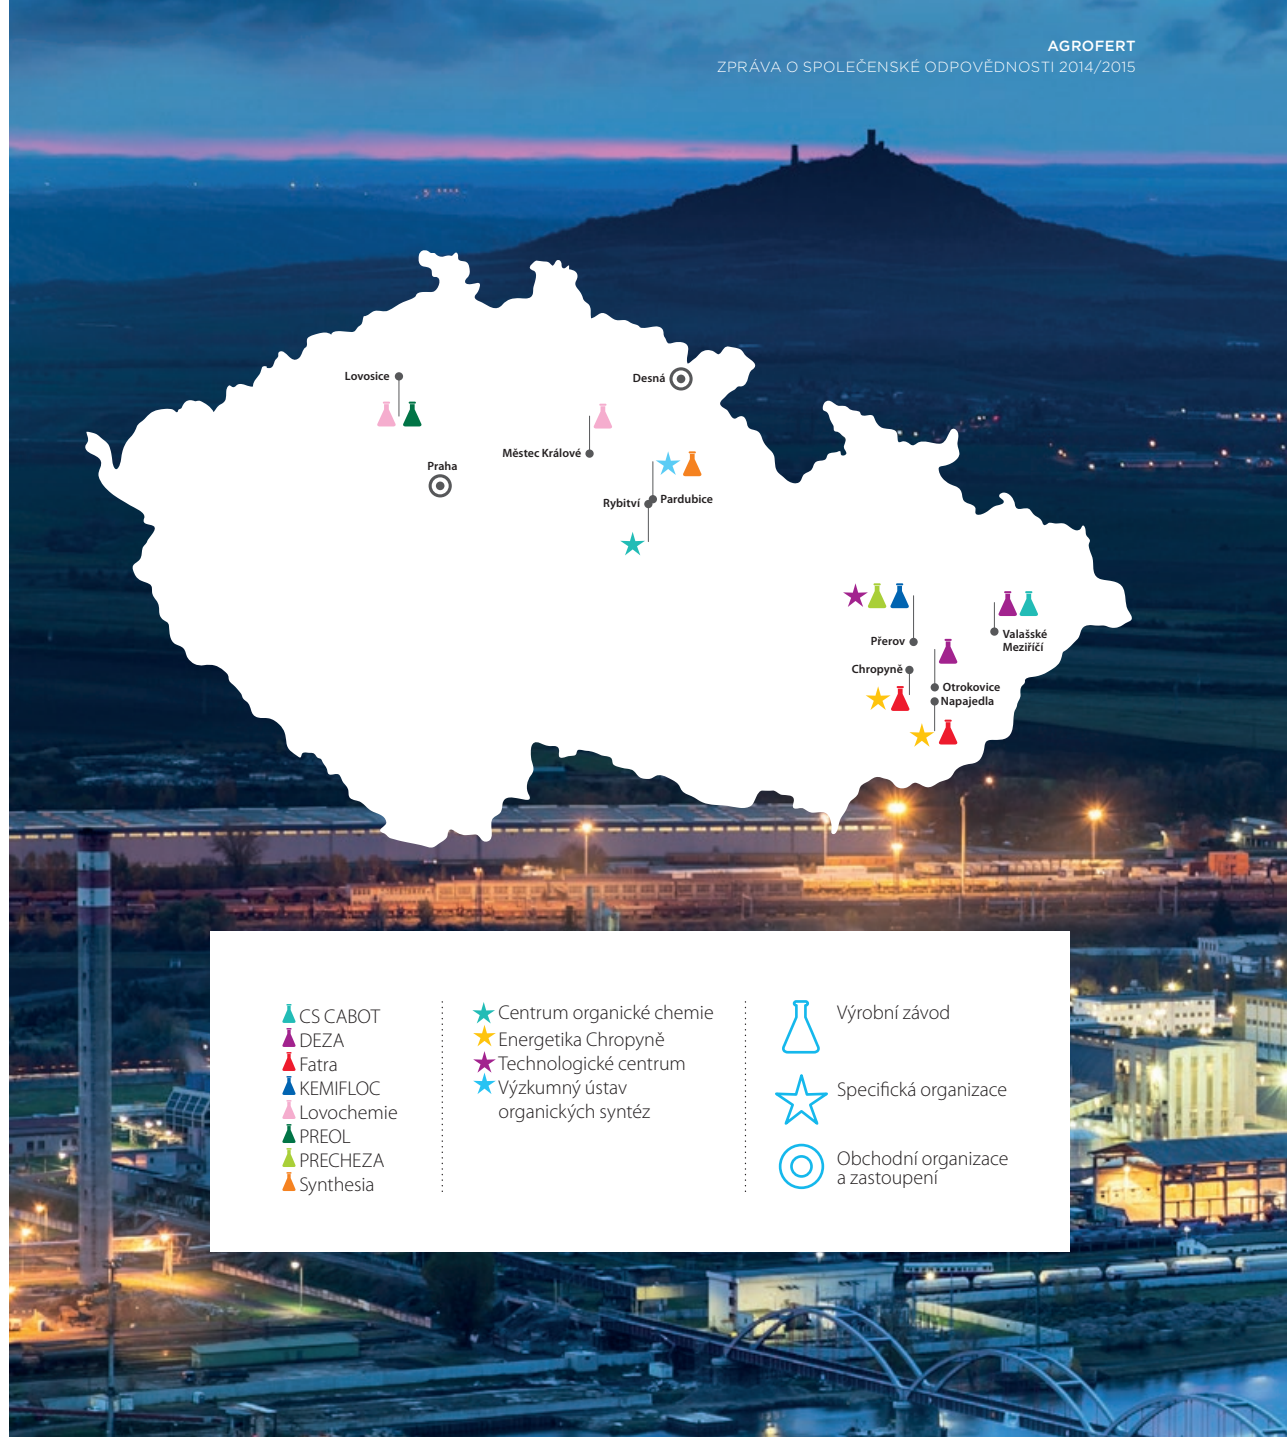 AGROFERT
ZPRÁVA O SPOLEČENSKÉ ODPOVĚDNOSTI 2014/2015
Lovosice
Desná
Městec Králové
Praha
Rybitví
Pardubice
Přerov
Valašské
Meziříčí
Chropyně
Otrokovice
Napajedla
CS CABOT
DEZA
Fatra
KEMIFLOC
Lovochemie
PREOL
PRECHEZA
Synthesia
Centrum organické chemie
Energetika Chropyně
Technologické centrum
Výzkumný ústav
organických syntéz
Výrobní závod
Specifická organizace
Obchodní organizace
a zastoupení